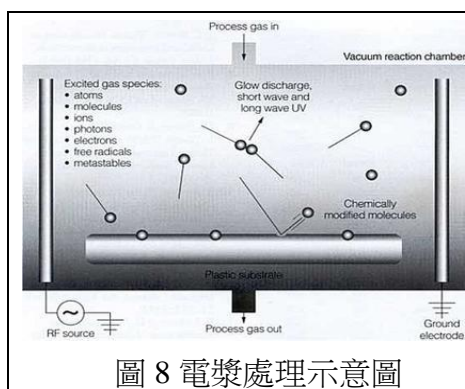 Process gas in
Vacuum reaction chamber
Excited gas species:
• atoms
• molecules
• ions
• photons
• electrons
• free radicals
• metastables
Glow discharge,
short wave and
long wave UV
Chemically
modified molecules
Plastic substrate
RF source
Process gas out
Ground
electrode
圖 8 電漿處理示意圖